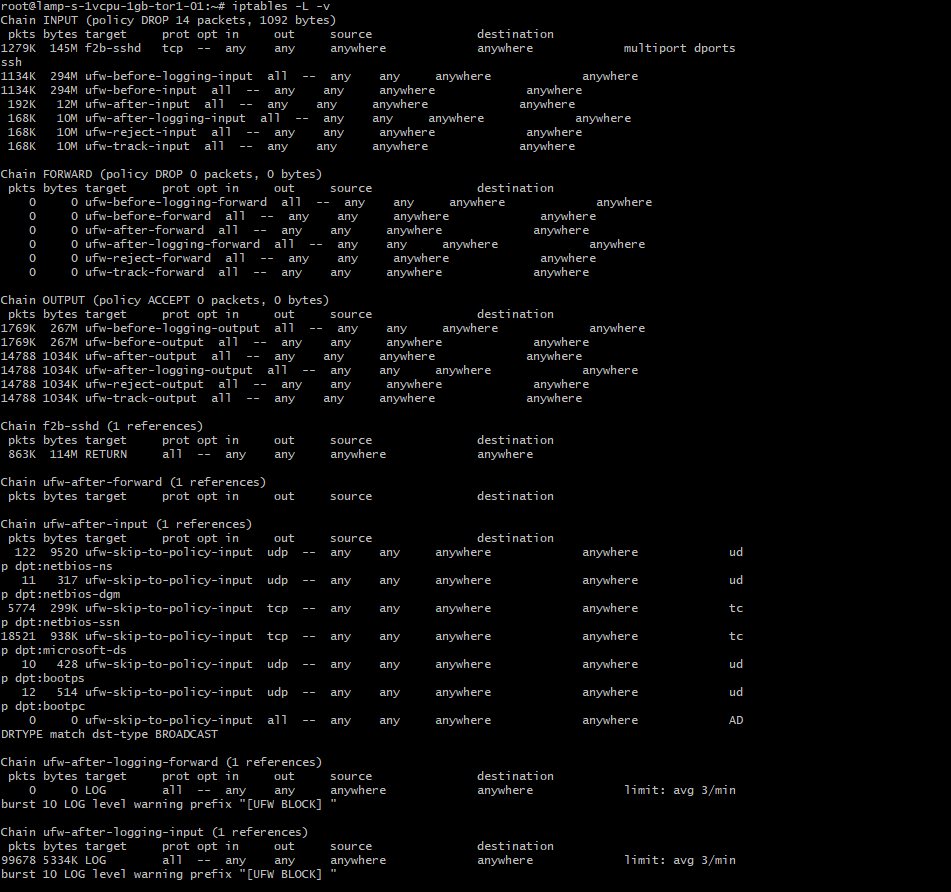 root@lamp-s-1vcpu-1gb-tor1-01:~# iptables -L -v
Chain INPUT (policy DROP 14 packets, 1092 bytes)
 pkts bytes target     prot opt in     out     source               destination
1279K  145M f2b-sshd   tcp  --  any    any     anywhere             anywhere             multiport dports
ssh
1134K  294M ufw-before-logging-input  all  --  any    any     anywhere             anywhere
1134K  294M ufw-before-input  all  --  any    any     anywhere             anywhere
 192K   12M ufw-after-input  all  --  any    any     anywhere             anywhere
 168K   10M ufw-after-logging-input  all  --  any    any     anywhere             anywhere
 168K   10M ufw-reject-input  all  --  any    any     anywhere             anywhere
 168K   10M ufw-track-input  all  --  any    any     anywhere             anywhere

Chain FORWARD (policy DROP 0 packets, 0 bytes)
 pkts bytes target     prot opt in     out     source               destination
    0     0 ufw-before-logging-forward  all  --  any    any     anywhere             anywhere
    0     0 ufw-before-forward  all  --  any    any     anywhere             anywhere
    0     0 ufw-after-forward  all  --  any    any     anywhere             anywhere
    0     0 ufw-after-logging-forward  all  --  any    any     anywhere             anywhere
    0     0 ufw-reject-forward  all  --  any    any     anywhere             anywhere
    0     0 ufw-track-forward  all  --  any    any     anywhere             anywhere

Chain OUTPUT (policy ACCEPT 0 packets, 0 bytes)
 pkts bytes target     prot opt in     out     source               destination
1769K  267M ufw-before-logging-output  all  --  any    any     anywhere             anywhere
1769K  267M ufw-before-output  all  --  any    any     anywhere             anywhere
14788 1034K ufw-after-output  all  --  any    any     anywhere             anywhere
14788 1034K ufw-after-logging-output  all  --  any    any     anywhere             anywhere
14788 1034K ufw-reject-output  all  --  any    any     anywhere             anywhere
14788 1034K ufw-track-output  all  --  any    any     anywhere             anywhere

Chain f2b-sshd (1 references)
 pkts bytes target     prot opt in     out     source               destination
 863K  114M RETURN     all  --  any    any     anywhere             anywhere

Chain ufw-after-forward (1 references)
 pkts bytes target     prot opt in     out     source               destination

Chain ufw-after-input (1 references)
 pkts bytes target     prot opt in     out     source               destination
  122  9520 ufw-skip-to-policy-input  udp  --  any    any     anywhere             anywhere             ud
p dpt:netbios-ns
   11   317 ufw-skip-to-policy-input  udp  --  any    any     anywhere             anywhere             ud
p dpt:netbios-dgm
 5774  299K ufw-skip-to-policy-input  tcp  --  any    any     anywhere             anywhere             tc
p dpt:netbios-ssn
18521  938K ufw-skip-to-policy-input  tcp  --  any    any     anywhere             anywhere             tc
p dpt:microsoft-ds
   10   428 ufw-skip-to-policy-input  udp  --  any    any     anywhere             anywhere             ud
p dpt:bootps
   12   514 ufw-skip-to-policy-input  udp  --  any    any     anywhere             anywhere             ud
p dpt:bootpc
    0     0 ufw-skip-to-policy-input  all  --  any    any     anywhere             anywhere             AD
DRTYPE match dst-type BROADCAST

Chain ufw-after-logging-forward (1 references)
 pkts bytes target     prot opt in     out     source               destination
    0     0 LOG        all  --  any    any     anywhere             anywhere             limit: avg 3/min
burst 10 LOG level warning prefix "[UFW BLOCK] "

Chain ufw-after-logging-input (1 references)
 pkts bytes target     prot opt in     out     source               destination
99678 5334K LOG        all  --  any    any     anywhere             anywhere             limit: avg 3/min
burst 10 LOG level warning prefix "[UFW BLOCK] "